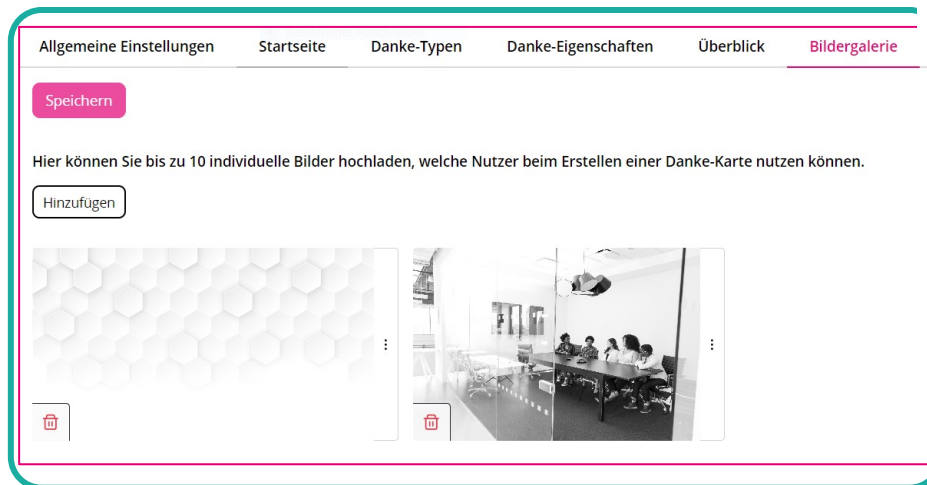 Allgemeine Einstellungen Startseite Danke-Typen Danke-Eigenschaften Überblick Bildergalerie
Speichern
Hier können Sie bis zu 10 individuelle Bilder hochladen, welche Nutzer beim Erstellen einer Danke-Karte nutzen können.
Hinzufügen